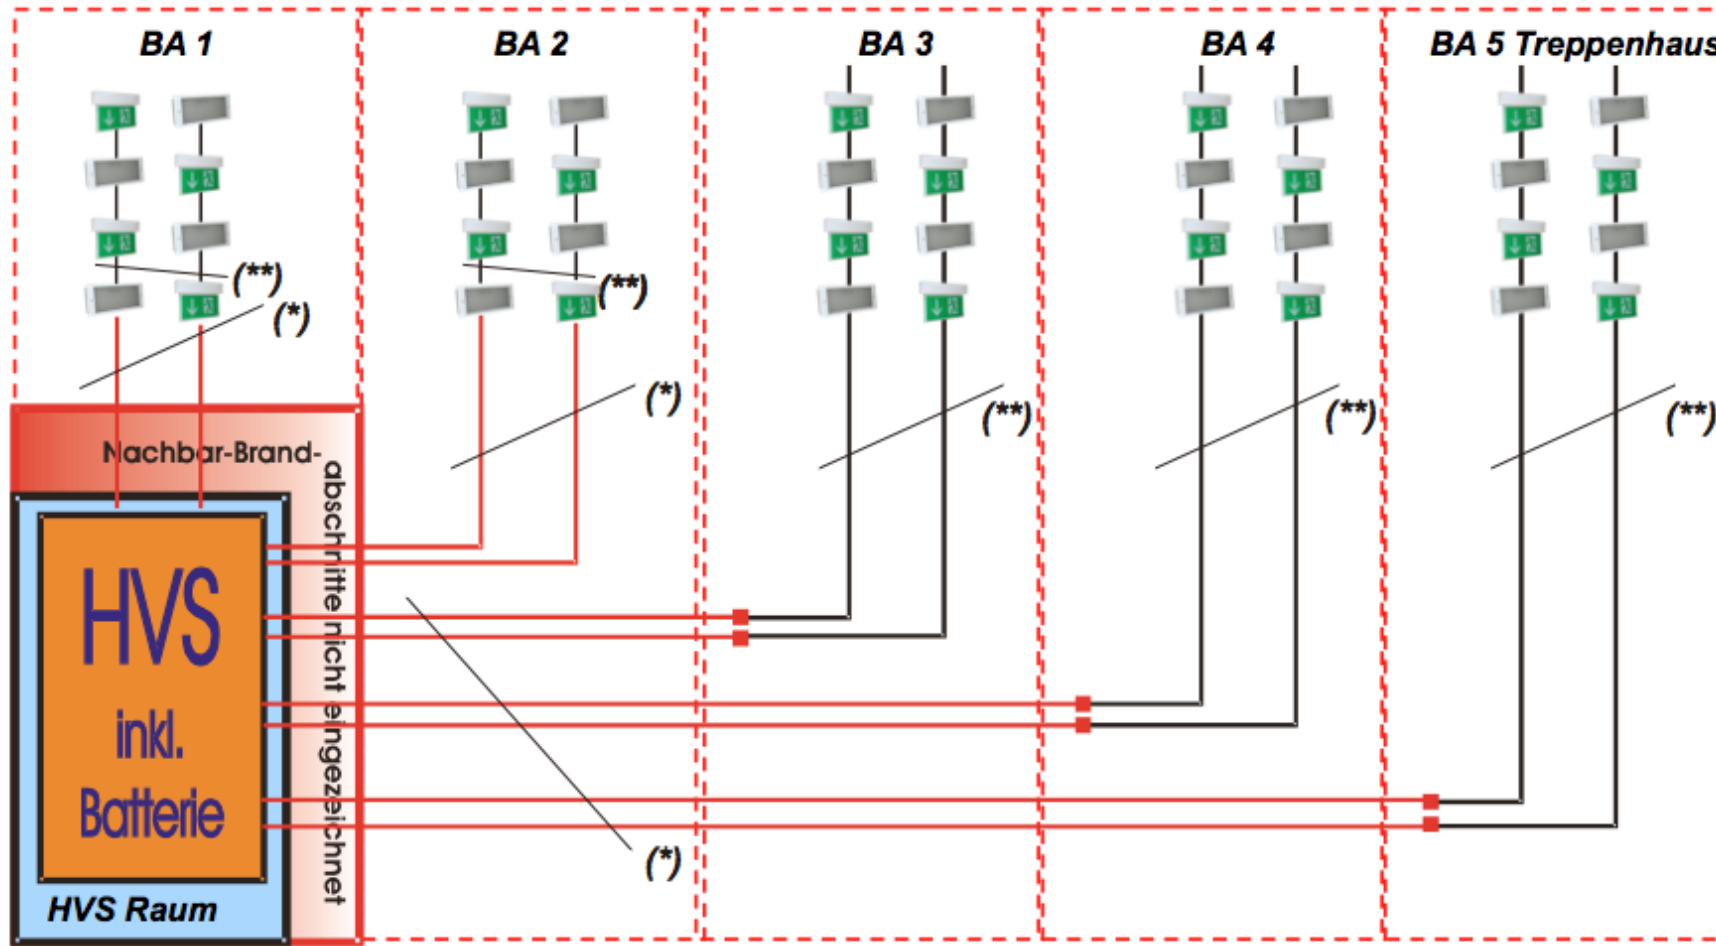 BA 1
BA 2
BA 3
BA 4
BA 5 Treppenhaus
(**)
(*)
(**)
(*)
(**)
(**)
(**)
Nachbar-Brand-
abschnitte nicht eingezeichnet
HVS
inkl.
Batterie
HVS Raum
(*)